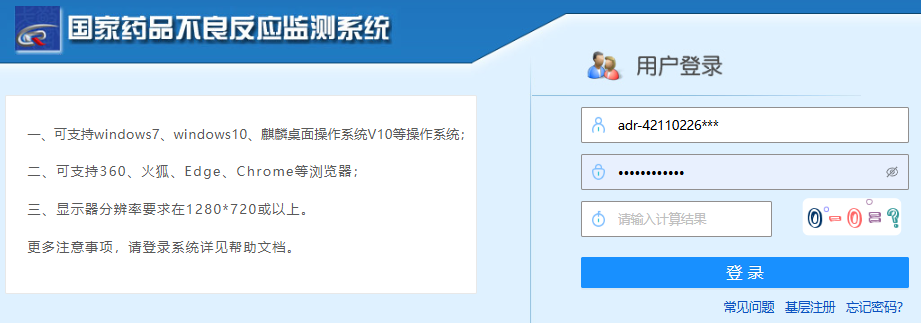 国家药品不良反应监测系统
用户登录
一、可支持windows7、windows10、麒麟桌面操作系统V10等操作系统；
二、可支持360、火狐、Edge、Chrome等浏览器；
三、显示器分辨率要求在1280*720或以上。
更多注意事项，请登录系统详见帮助文档。
adr-42110226***
••••••••••••
请输入计算结果
0-0=?
登 录
常见问题 基层注册 忘记密码?